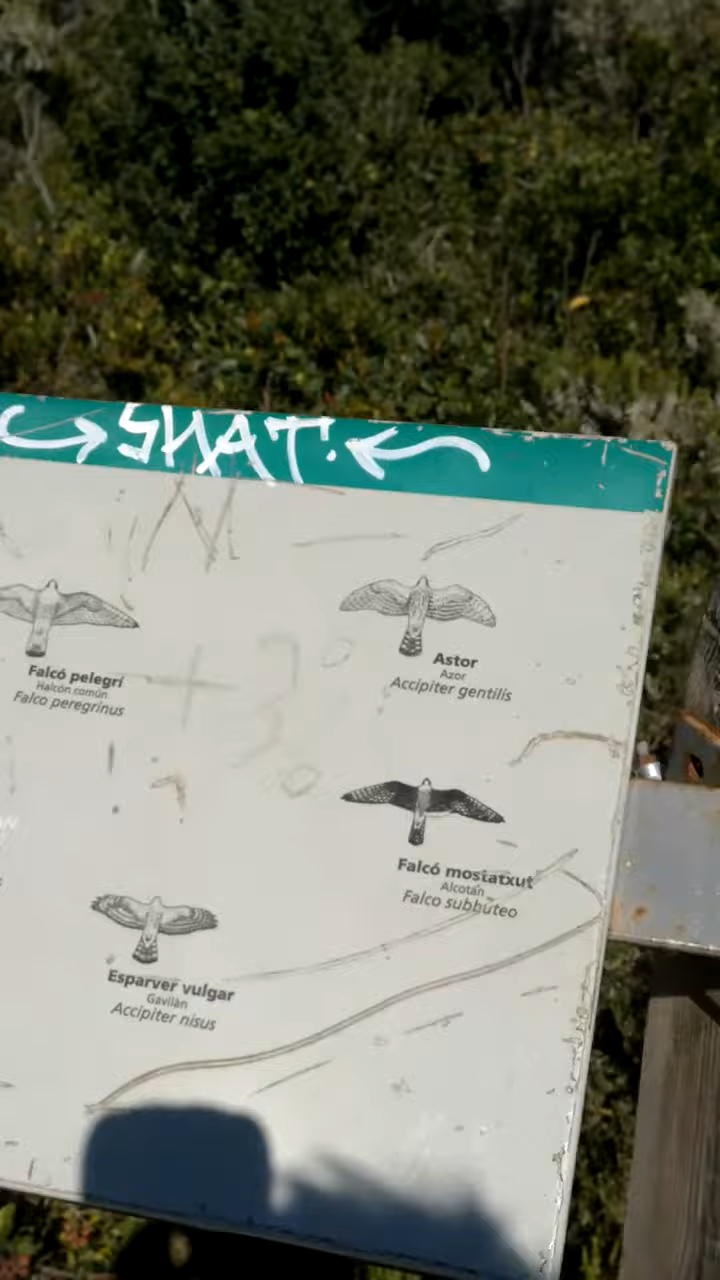 SHAT!
Falcó pelegrí
Halcón común
Falco peregrinus
Astor
Azor
Accipiter gentilis
Falcó mostatxut
Alcotán
Falco subbuteo
Esparver vulgar
Gavilán
Accipiter nisus